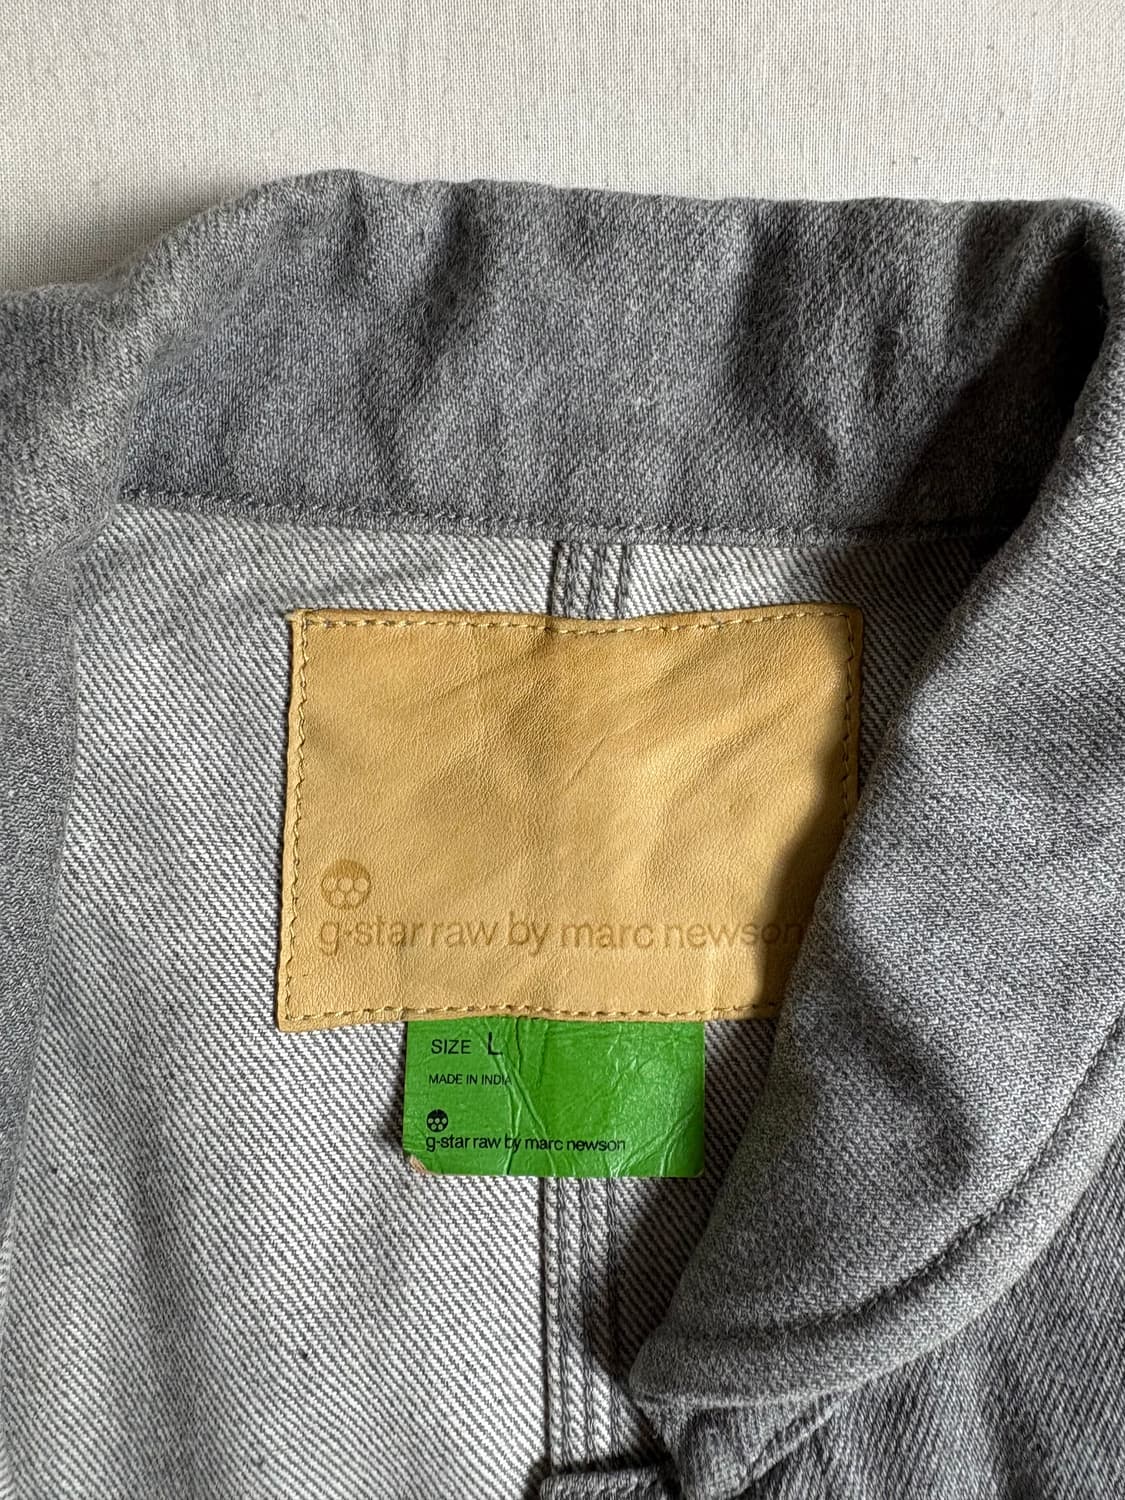 g-star raw by marc newson
SIZE L
MADE IN INDIA
g-star raw by marc newson